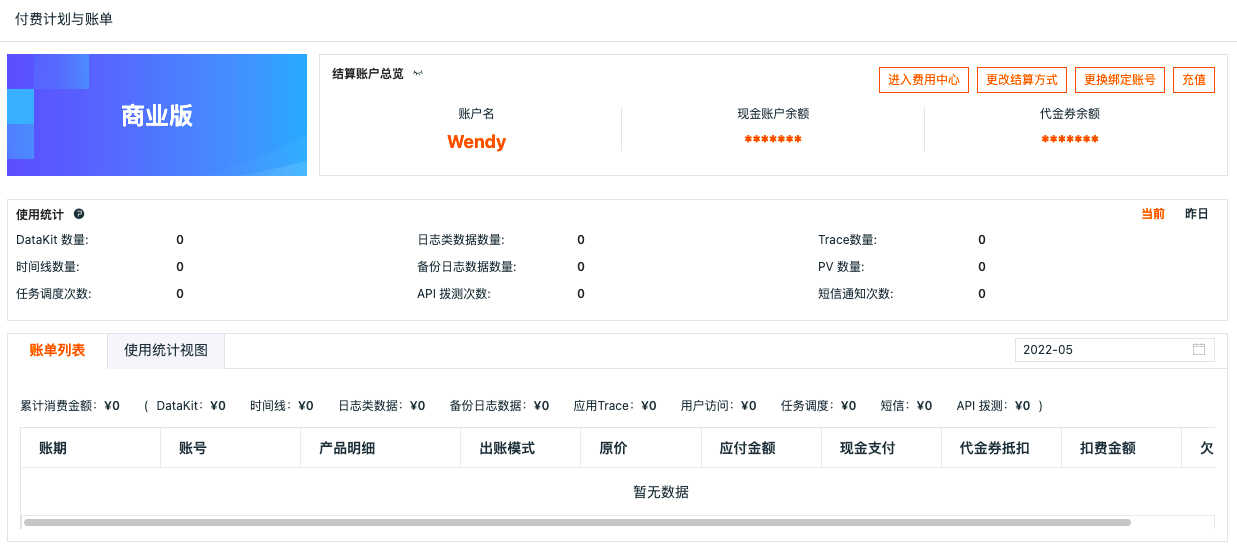 付费计划与账单
商业版
结算账户总览
进入费用中心 更改结算方式 更换绑定账号 充值
账户名 现金账户余额 代金券余额
Wendy ******* *******
使用统计 当前 昨日
DataKit 数量: 0 日志类数据数量: 0 Trace数量: 0
时间线数量: 0 备份日志数据数量: 0 PV 数量: 0
任务调度次数: 0 API 拨测次数: 0 短信通知次数: 0
账单列表 使用统计视图 2022-05
累计消费金额：¥0 （ DataKit：¥0 时间线：¥0 日志类数据：¥0 备份日志数据：¥0 应用Trace：¥0 用户访问：¥0 任务调度：¥0 短信：¥0 API 拨测：¥0 ）
账期 账号 产品明细 出账模式 原价 应付金额 现金支付 代金券抵扣 扣费金额 欠
暂无数据